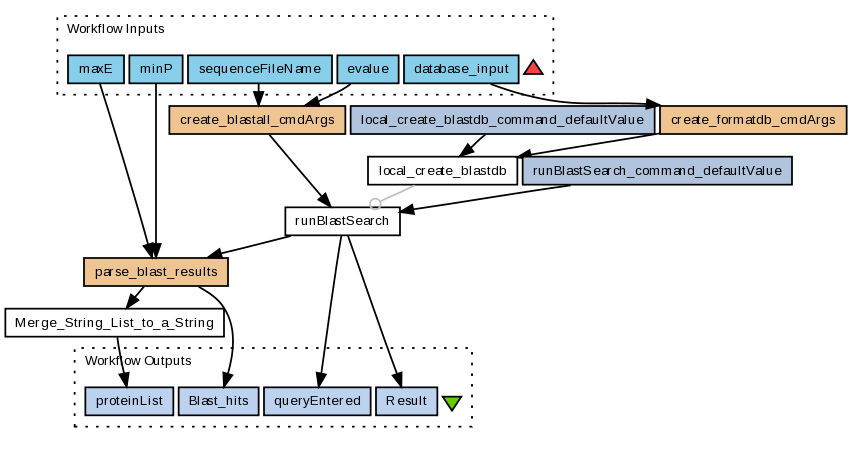 Workflow Inputs
maxE
minP
sequenceFileName
evalue
database_input
create_blastall_cmdArgs
local_create_blastdb_command_defaultValue
create_formatdb_cmdArgs
local_create_blastdb
runBlastSearch_command_defaultValue
runBlastSearch
parse_blast_results
Merge_String_List_to_a_String
Workflow Outputs
proteinList
Blast_hits
queryEntered
Result